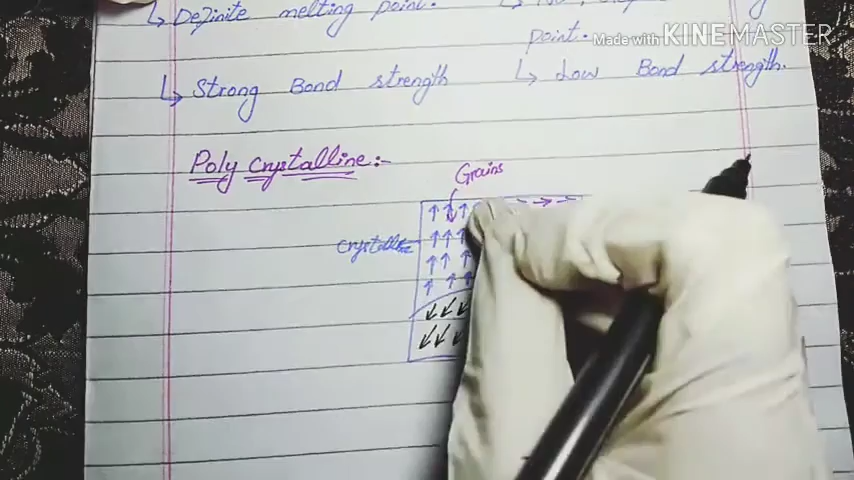 ↳ Definite melting point.
point.
Made with KINEMASTER
↳ Strong Bond strength ↳ Low Bond strength.
Poly crystalline :-
Grains
crystalline